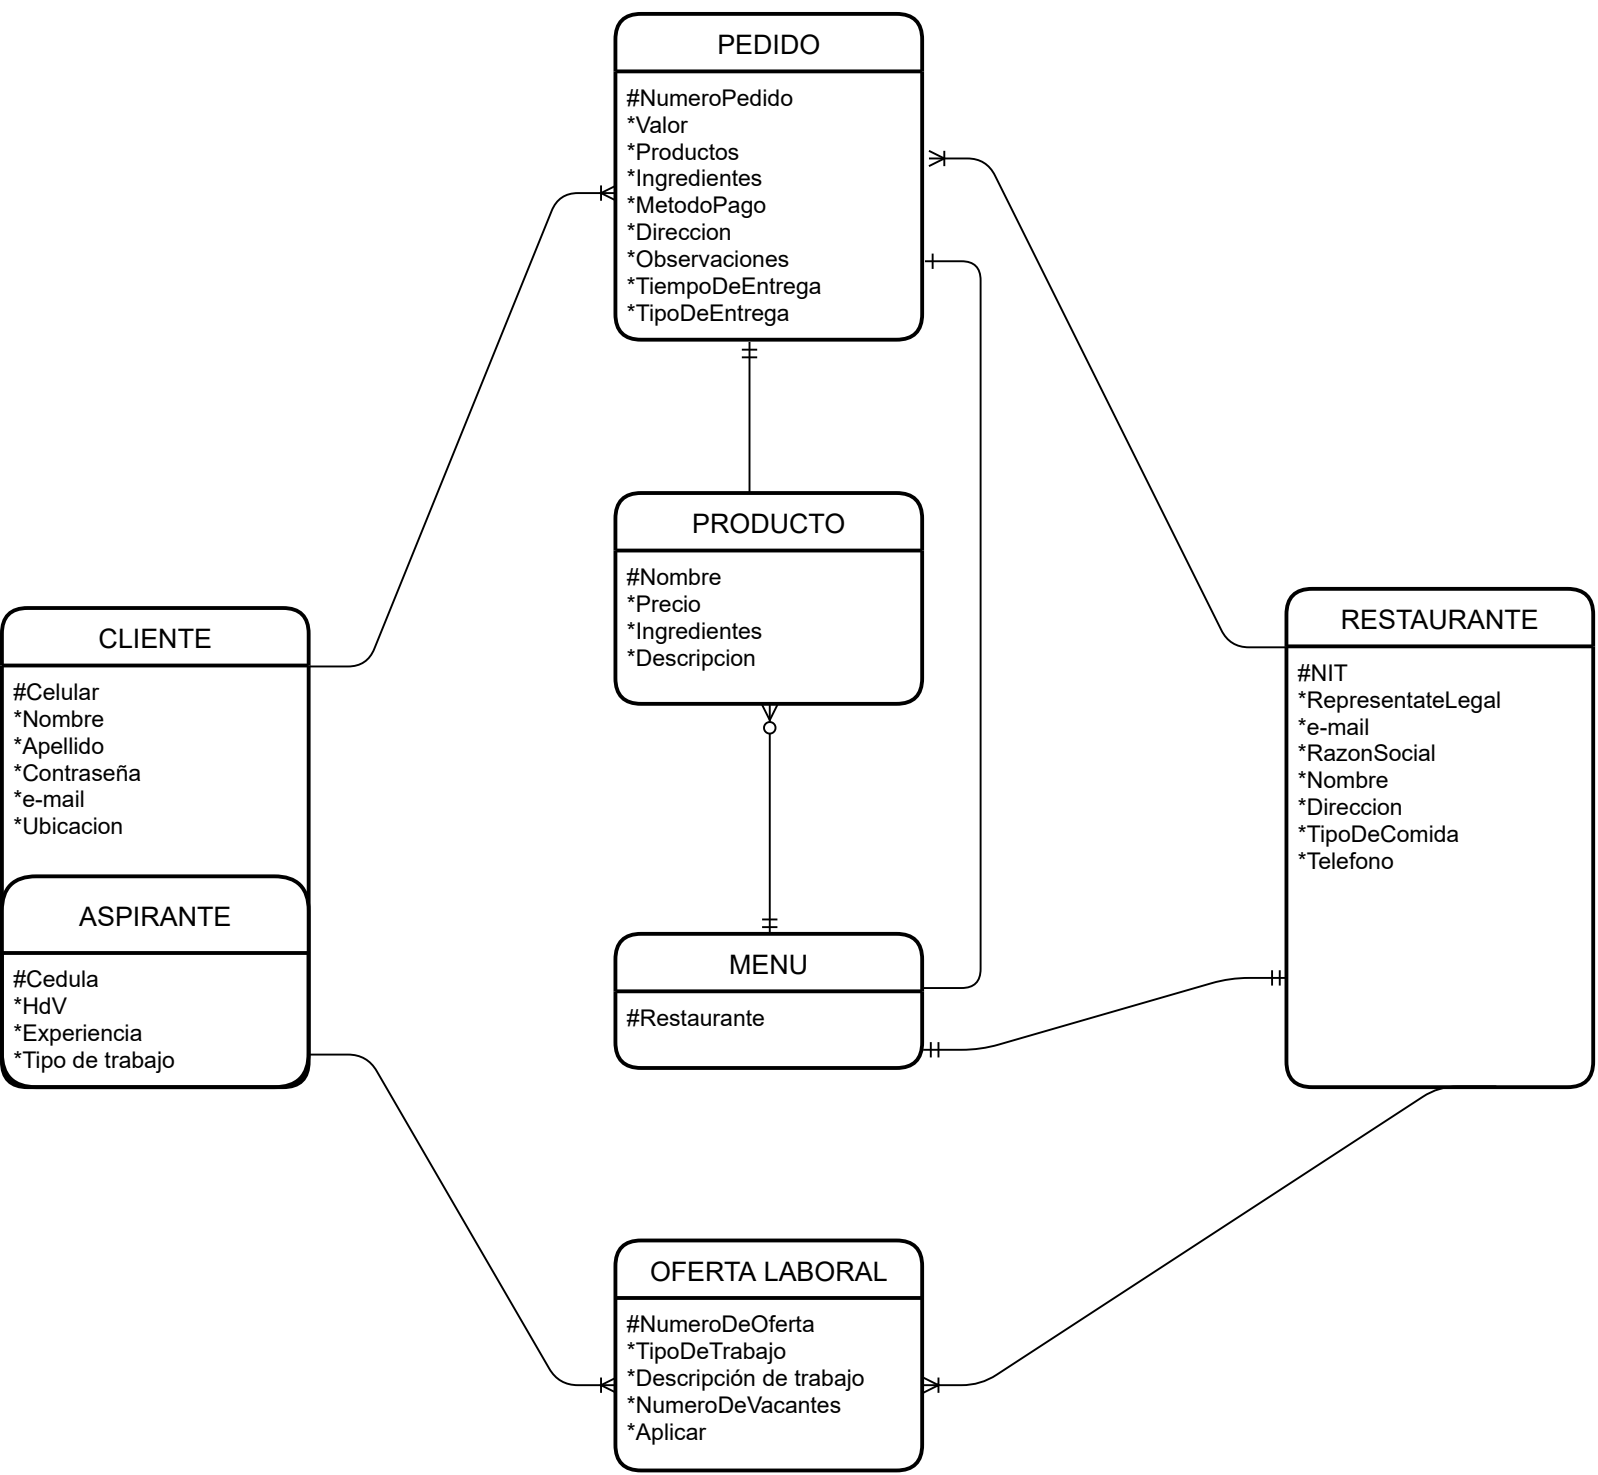 PEDIDO
#NumeroPedido
*Valor
*Productos
*Ingredientes
*MetodoPago
*Direccion
*Observaciones
*TiempoDeEntrega
*TipoDeEntrega
PRODUCTO
#Nombre
*Precio
*Ingredientes
*Descripcion
CLIENTE
#Celular
*Nombre
*Apellido
*Contraseña
*e-mail
*Ubicacion
ASPIRANTE
#Cedula
*HdV
*Experiencia
*Tipo de trabajo
MENU
#Restaurante
RESTAURANTE
#NIT
*RepresentateLegal
*e-mail
*RazonSocial
*Nombre
*Direccion
*TipoDeComida
*Telefono
OFERTA LABORAL
#NumeroDeOferta
*TipoDeTrabajo
*Descripción de trabajo
*NumeroDeVacantes
*Aplicar